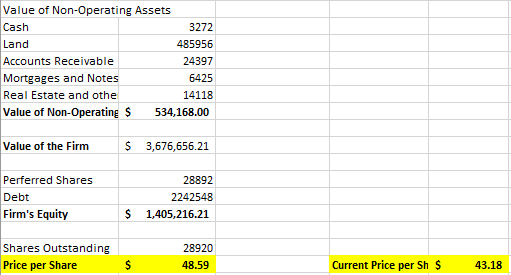 Value of Non-Operating Assets
Cash 3272
Land 485956
Accounts Receivable 24397
Mortgages and Notes 6425
Real Estate and othe 14118
Value of Non-Operating $ 534,168.00
Value of the Firm $ 3,676,656.21
Perferred Shares 28892
Debt 2242548
Firm's Equity $ 1,405,216.21
Shares Outstanding 28920
Price per Share $ 48.59 Current Price per Sh $ 43.18